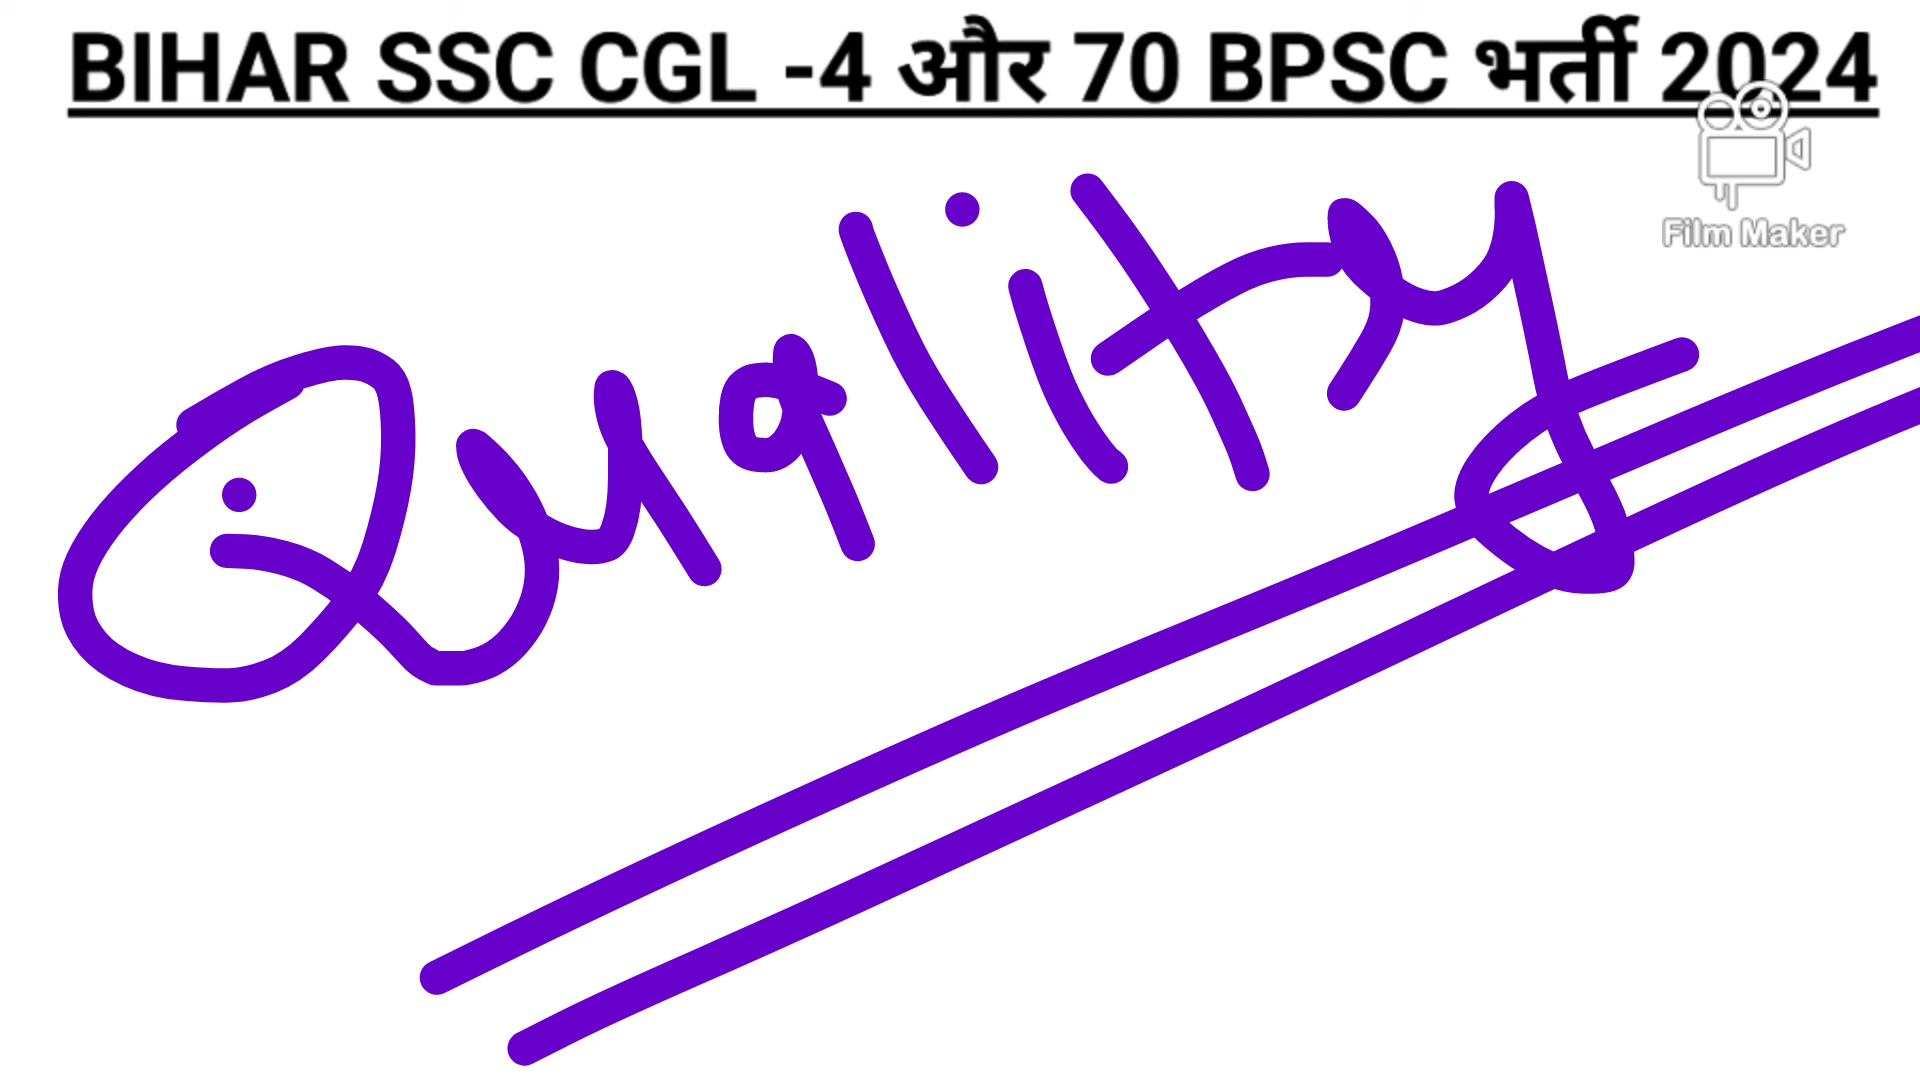 BIHAR SSC CGL -4 और 70 BPSC भर्ती 2024
Film Maker
Quality